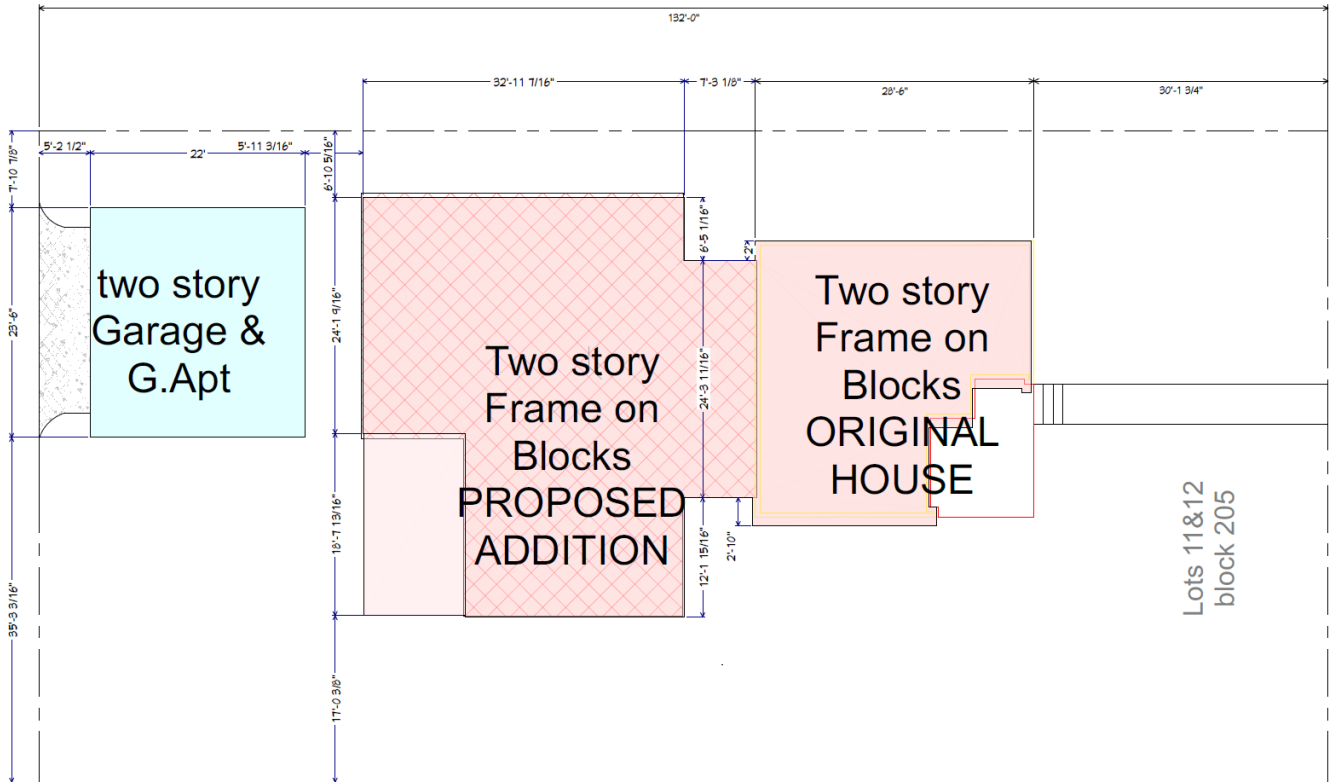 132'-0"
32'-11 7/16"
7'-3 1/8"
28'-6"
30'-1 3/4"
5'-2 1/2"
22'
5'-11 3/16"
7'-10 7/8"
6'-10 5/16"
23'-6"
24'-1 9/16"
6'-5 1/16"
2'
24'-3 11/16"
two story
Garage &
G.Apt
Two story
Frame on
Blocks
PROPOSED
ADDITION
Two story
Frame on
Blocks
ORIGINAL
HOUSE
18'-7 13/16"
12'-1 15/16"
2'-10"
35'-3 3/16"
17'-0 3/8"
Lots 11&12
block 205